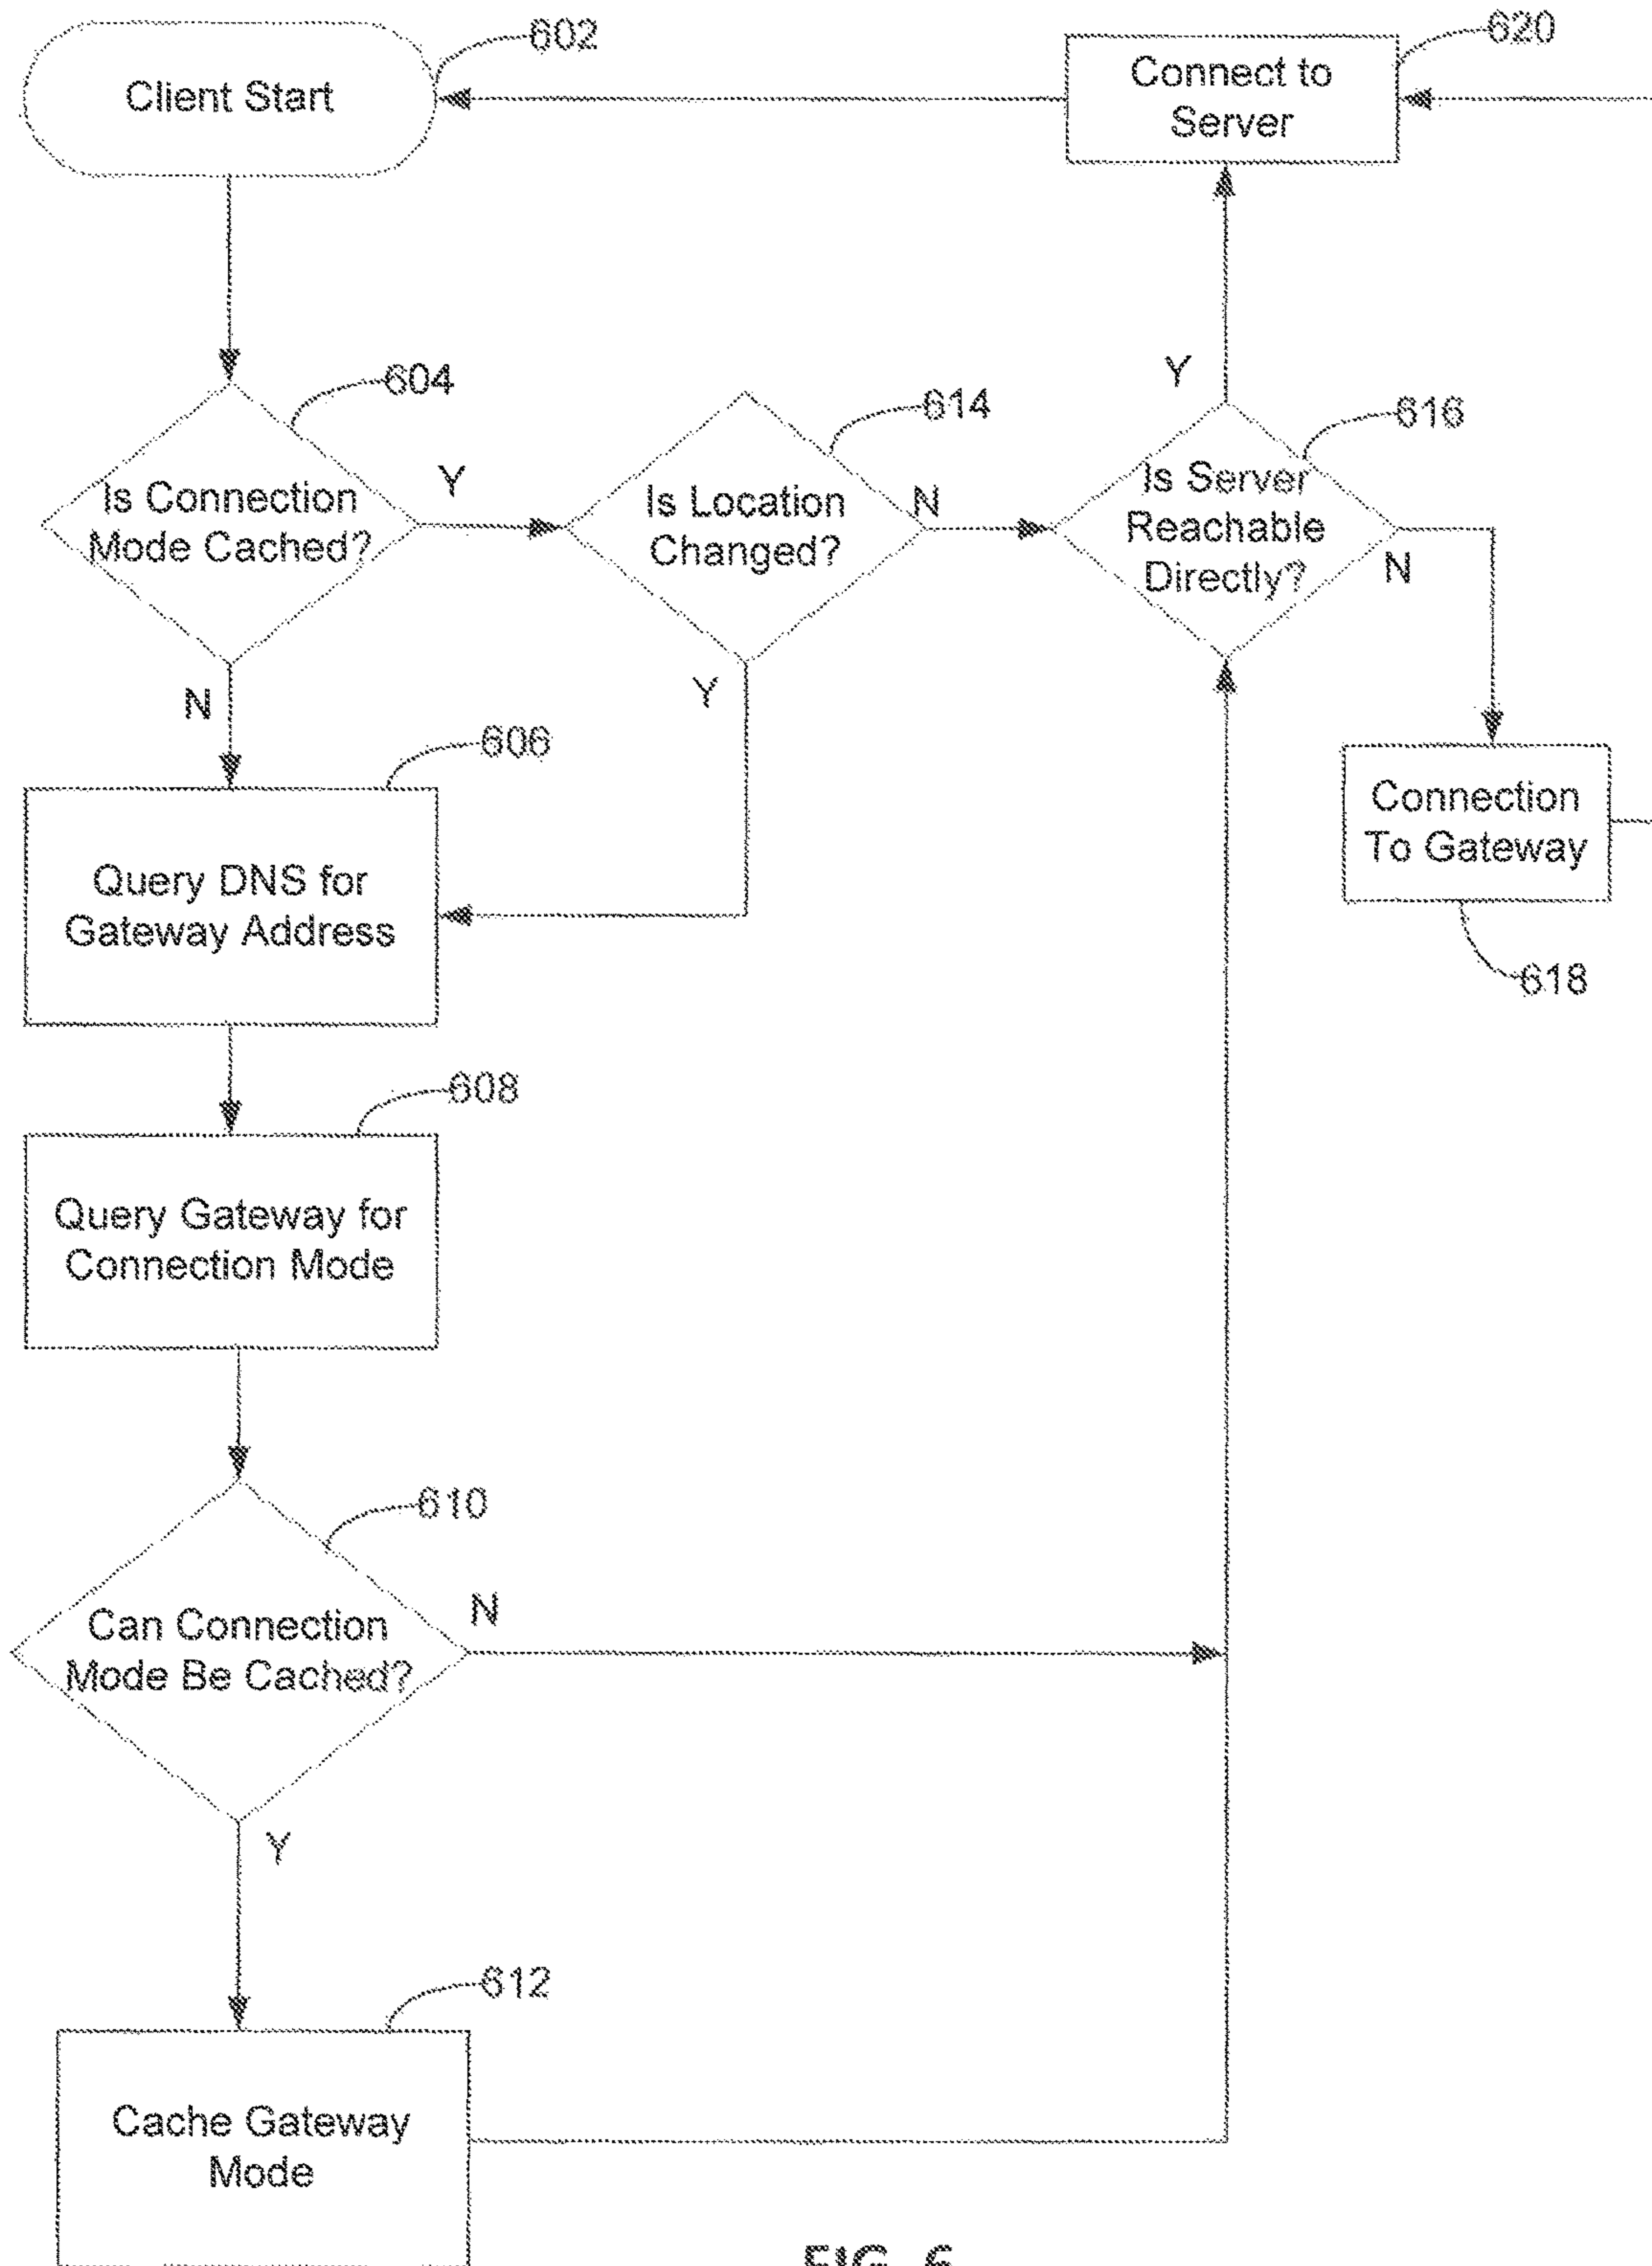 602
Client Start
620
Connect to
Server
604
Is Connection
Mode Cached?
Y
N
614
Is Location
Changed?
N
Y
616
Is Server
Reachable
Directly?
Y
N
606
Query DNS for
Gateway Address
Connection
To Gateway
618
608
Query Gateway for
Connection Mode
610
Can Connection
Mode Be Cached?
N
Y
612
Cache Gateway
Mode
FIG. 6